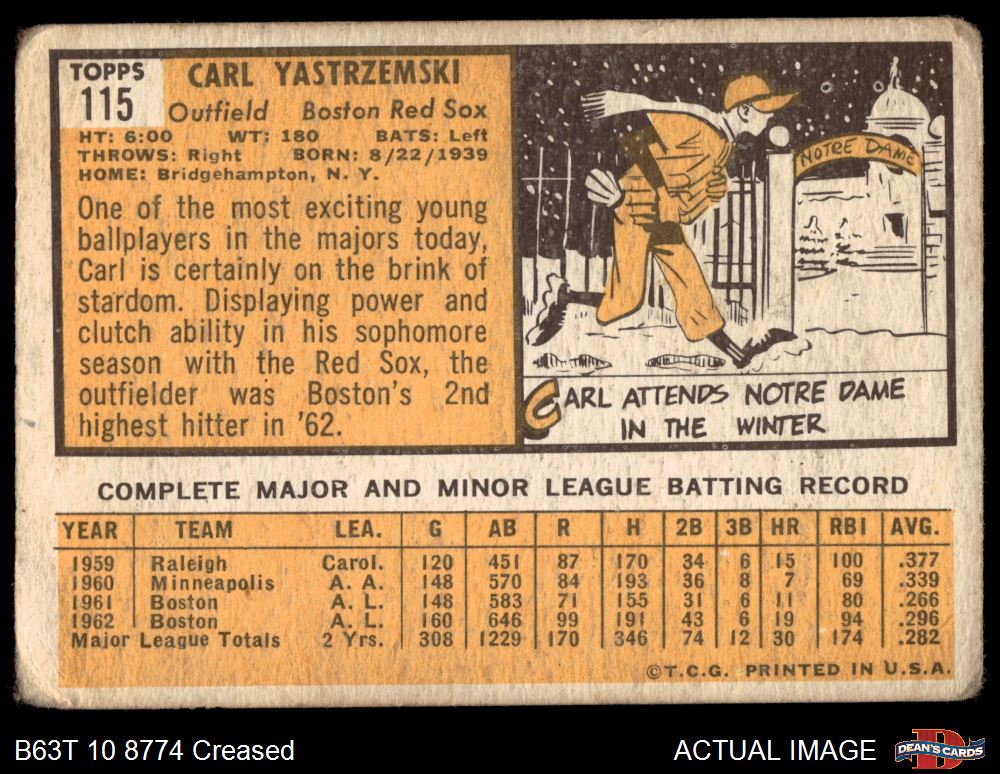 TOPPS
115
CARL YASTRZEMSKI
Outfield Boston Red Sox
HT: 6:00 WT: 180 BATS: Left
THROWS: Right BORN: 8/22/1939
HOME: Bridgehampton, N. Y.
One of the most exciting young
ballplayers in the majors today,
Carl is certainly on the brink of
stardom. Displaying power and
clutch ability in his sophomore
season with the Red Sox, the
outfielder was Boston's 2nd
highest hitter in '62.
NOTRE DAME
CARL ATTENDS NOTRE DAME
IN THE WINTER
COMPLETE MAJOR AND MINOR LEAGUE BATTING RECORD
YEAR TEAM LEA. G AB R H 2B 3B HR RBI AVG.
1959 Raleigh Carol. 120 451 87 170 34 6 15 100 .377
1960 Minneapolis A. A. 148 570 84 193 36 8 7 69 .339
1961 Boston A. L. 148 583 71 155 31 6 11 80 .266
1962 Boston A. L. 160 646 99 191 43 6 19 94 .296
Major League Totals 2 Yrs. 308 1229 170 346 74 12 30 174 .282
©T.C.G. PRINTED IN U.S.A.
B63T 10 8774 Creased
ACTUAL IMAGE
D
DEAN'S CARDS